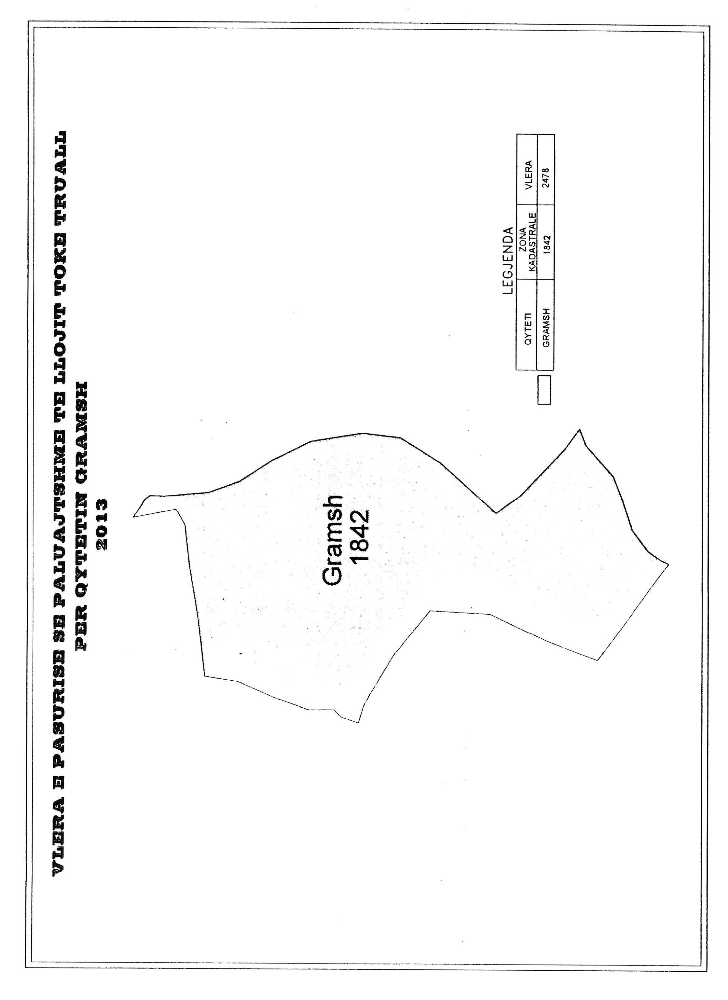 VLERA E PASURISE SE PALUAJTSHME TE LLOJIT TOKE TRUALL
PER QYTETIN GRAMSH
2013
Gramsh
1842
LEGJENDA
QYTETI ZONA KADASTRALE VLERA
GRAMSH 1842 2478